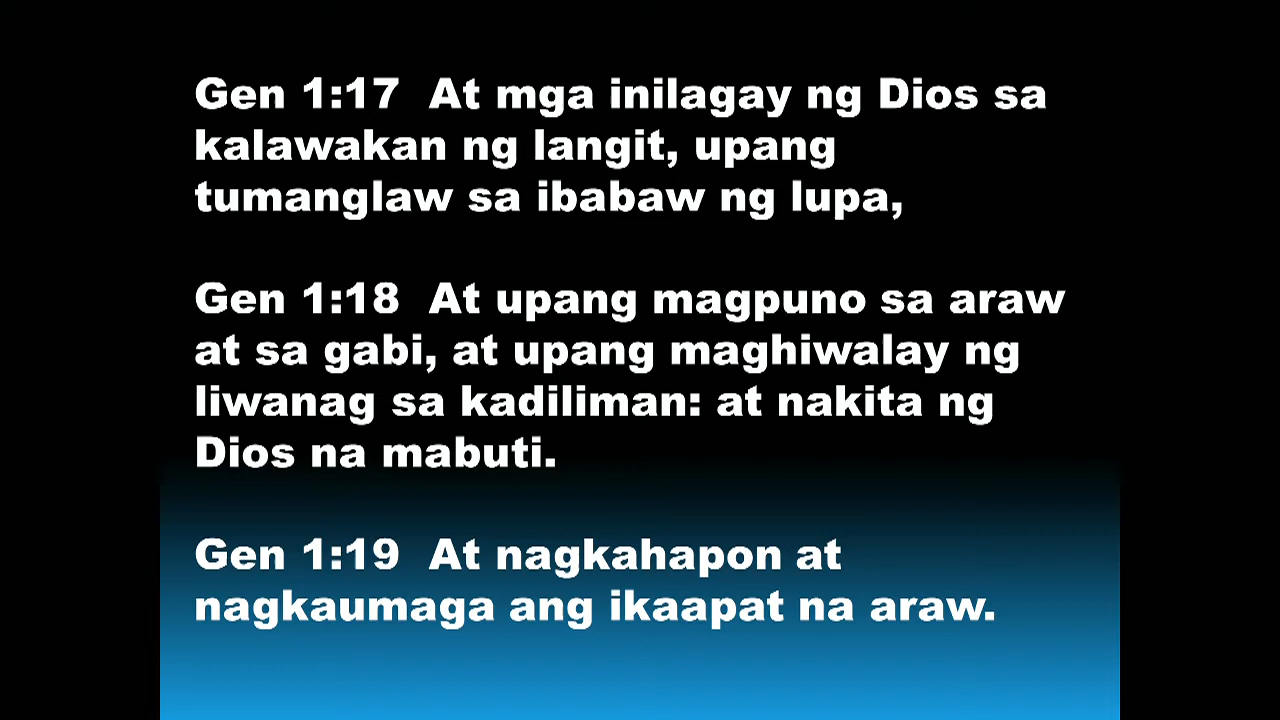 Gen 1:17  At mga inilagay ng Dios sa
kalawakan ng langit, upang
tumanglaw sa ibabaw ng lupa,
Gen 1:18  At upang magpuno sa araw
at sa gabi, at upang maghiwalay ng
liwanag sa kadiliman: at nakita ng
Dios na mabuti.
Gen 1:19  At nagkahapon at
nagkaumaga ang ikaapat na araw.